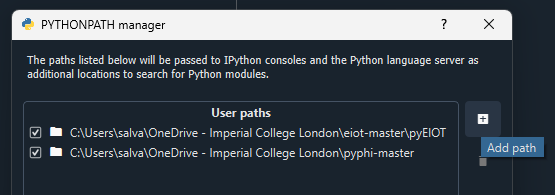 PYTHONPATH manager
?
The paths listed below will be passed to IPython consoles and the Python language server as
additional locations to search for Python modules.
User paths
C:\Users\salva\OneDrive - Imperial College London\eiot-master\pyEIOT
C:\Users\salva\OneDrive - Imperial College London\pyphi-master
Add path